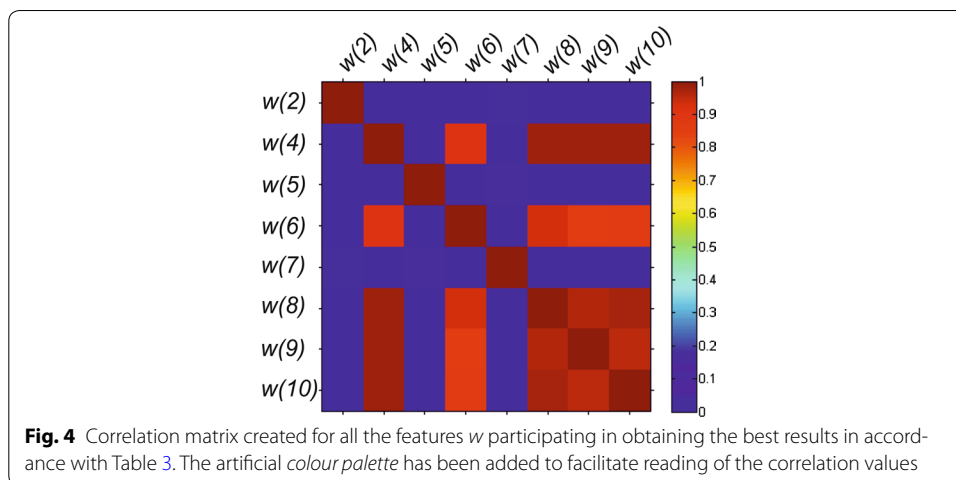 w(2) w(4) w(5) w(6) w(7) w(8) w(9) w(10)
w(2)
w(4)
w(5)
w(6)
w(7)
w(8)
w(9)
w(10)
1
0.9
0.8
0.7
0.6
0.5
0.4
0.3
0.2
0.1
0
Fig. 4 Correlation matrix created for all the features w participating in obtaining the best results in accord-
ance with Table 3. The artificial colour palette has been added to facilitate reading of the correlation values